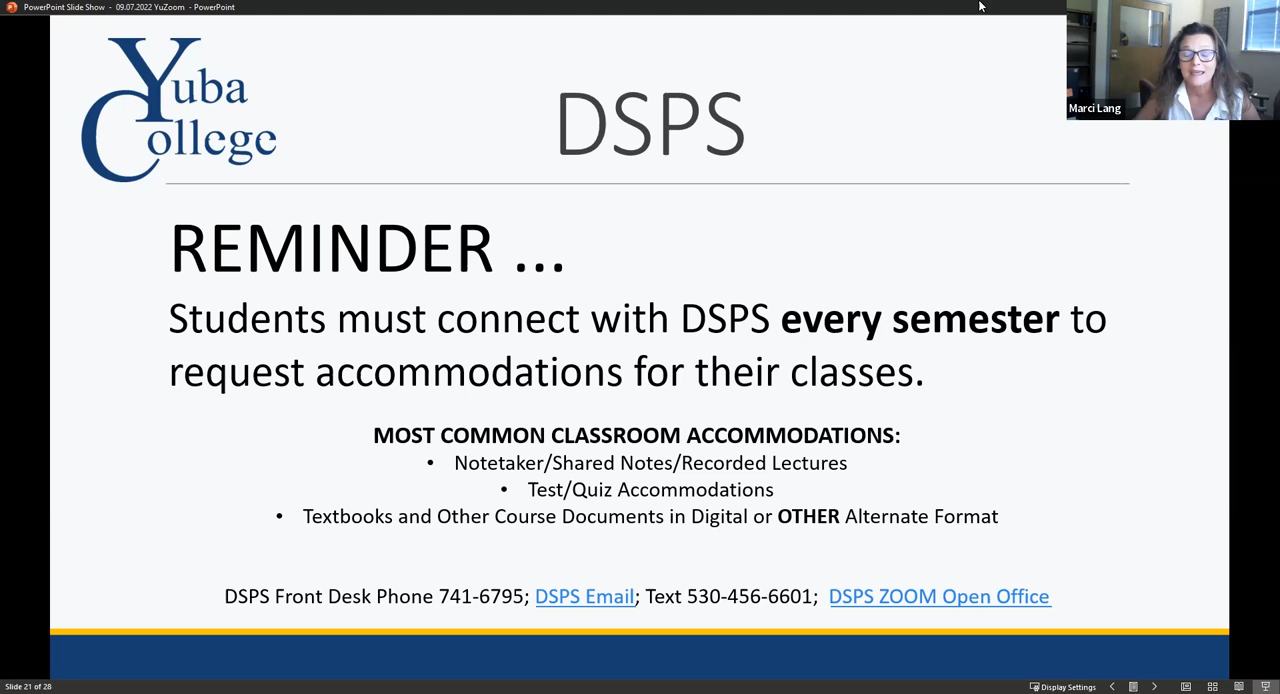 PowerPoint Slide Show - 09.07.2022 YuZoom - PowerPoint
Yuba
College
DSPS
Marci Lang
REMINDER ...
Students must connect with DSPS every semester to
request accommodations for their classes.
MOST COMMON CLASSROOM ACCOMMODATIONS:
• Notetaker/Shared Notes/Recorded Lectures
• Test/Quiz Accommodations
• Textbooks and Other Course Documents in Digital or OTHER Alternate Format
DSPS Front Desk Phone 741-6795; DSPS Email; Text 530-456-6601; DSPS ZOOM Open Office
Slide 21 of 28
Display Settings